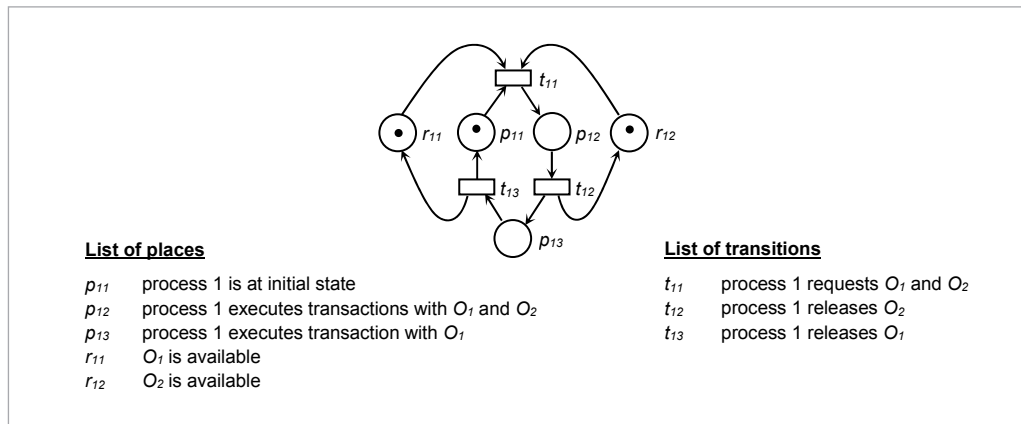 t11
r11
p11
p12
r12
t13
t12
p13
List of places
p11 process 1 is at initial state
p12 process 1 executes transactions with O1 and O2
p13 process 1 executes transaction with O1
r11 O1 is available
r12 O2 is available
List of transitions
t11 process 1 requests O1 and O2
t12 process 1 releases O2
t13 process 1 releases O1